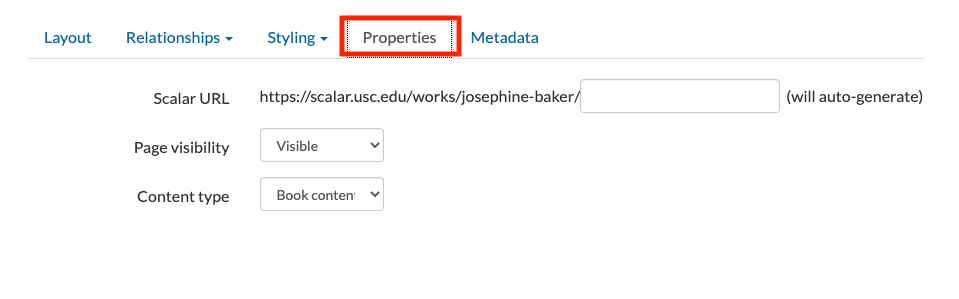 Layout Relationships Styling Properties Metadata
Scalar URL https://scalar.usc.edu/works/josephine-baker/ (will auto-generate)
Page visibility Visible
Content type Book conten